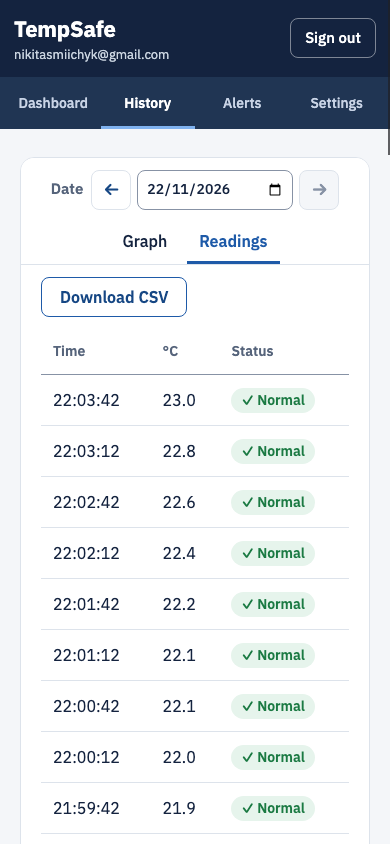 TempSafe
nikitasmiichyk@gmail.com
Sign out
Dashboard History Alerts Settings
Date ← 22/11/2026 →
Graph Readings
Download CSV
Time °C Status
22:03:42 23.0 ✓ Normal
22:03:12 22.8 ✓ Normal
22:02:42 22.6 ✓ Normal
22:02:12 22.4 ✓ Normal
22:01:42 22.2 ✓ Normal
22:01:12 22.1 ✓ Normal
22:00:42 22.1 ✓ Normal
22:00:12 22.0 ✓ Normal
21:59:42 21.9 ✓ Normal